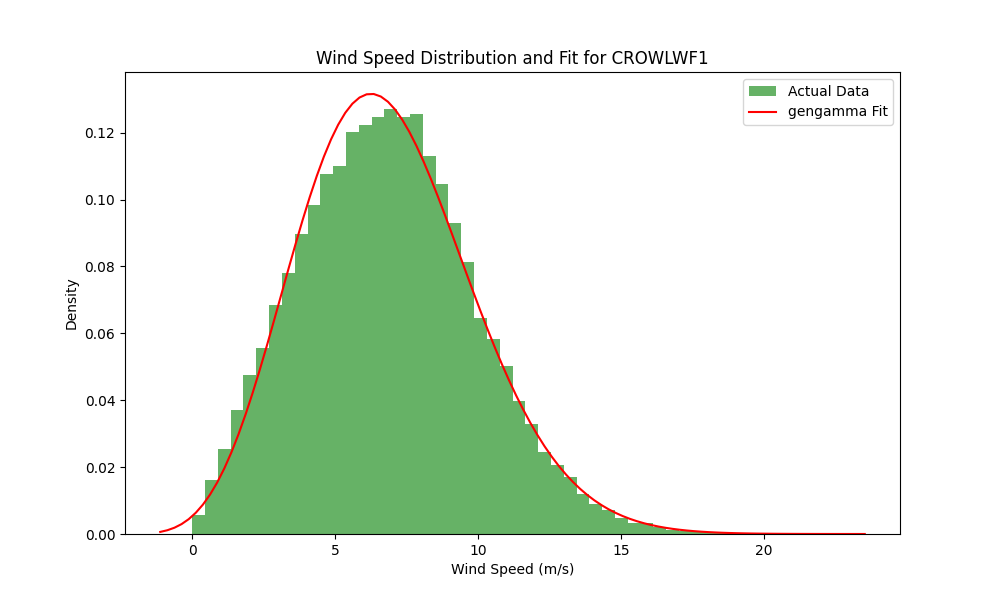 Wind Speed Distribution and Fit for CROWLWF1
Actual Data
gengamma Fit
Density
0.12
0.10
0.08
0.06
0.04
0.02
0.00
0 5 10 15 20
Wind Speed (m/s)